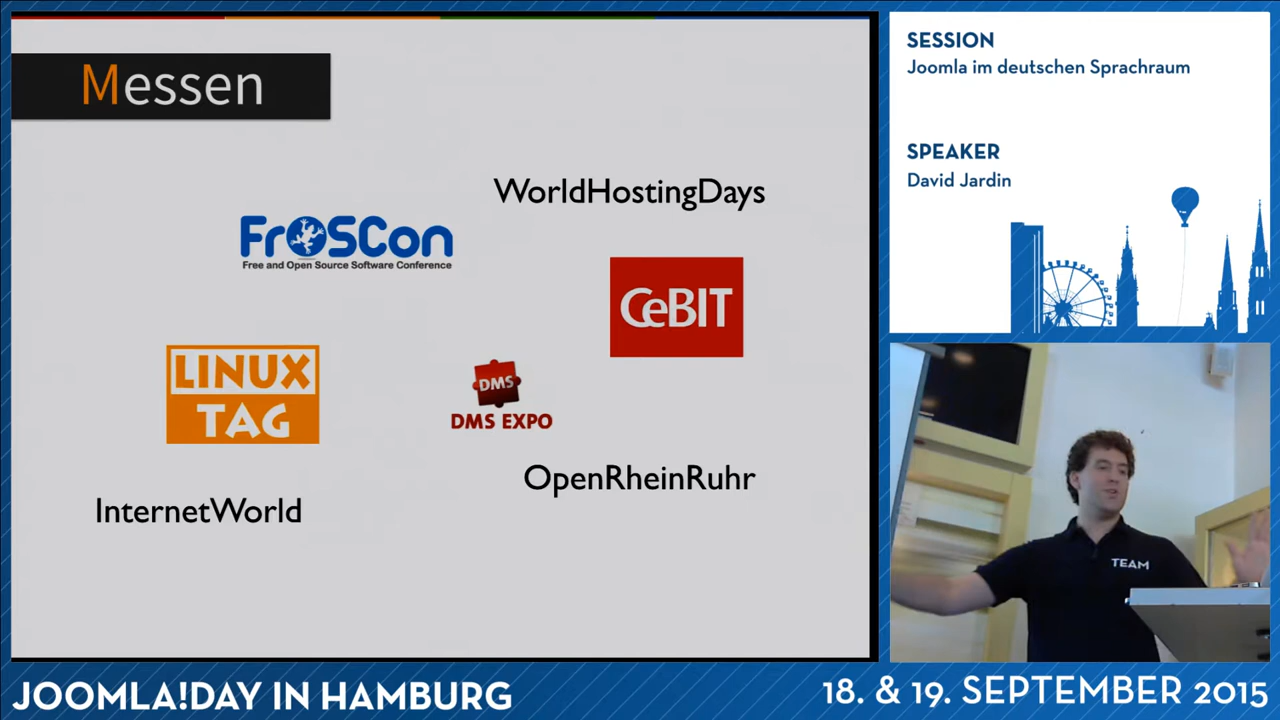 Messen
WorldHostingDays
FrOSCon
Free and Open Source Software Conference
CeBIT
LINUX
TAG
DMS
DMS EXPO
OpenRheinRuhr
InternetWorld
SESSION
Joomla im deutschen Sprachraum
SPEAKER
David Jardin
TEAM
JOOMLA!DAY IN HAMBURG
18. & 19. SEPTEMBER 2015